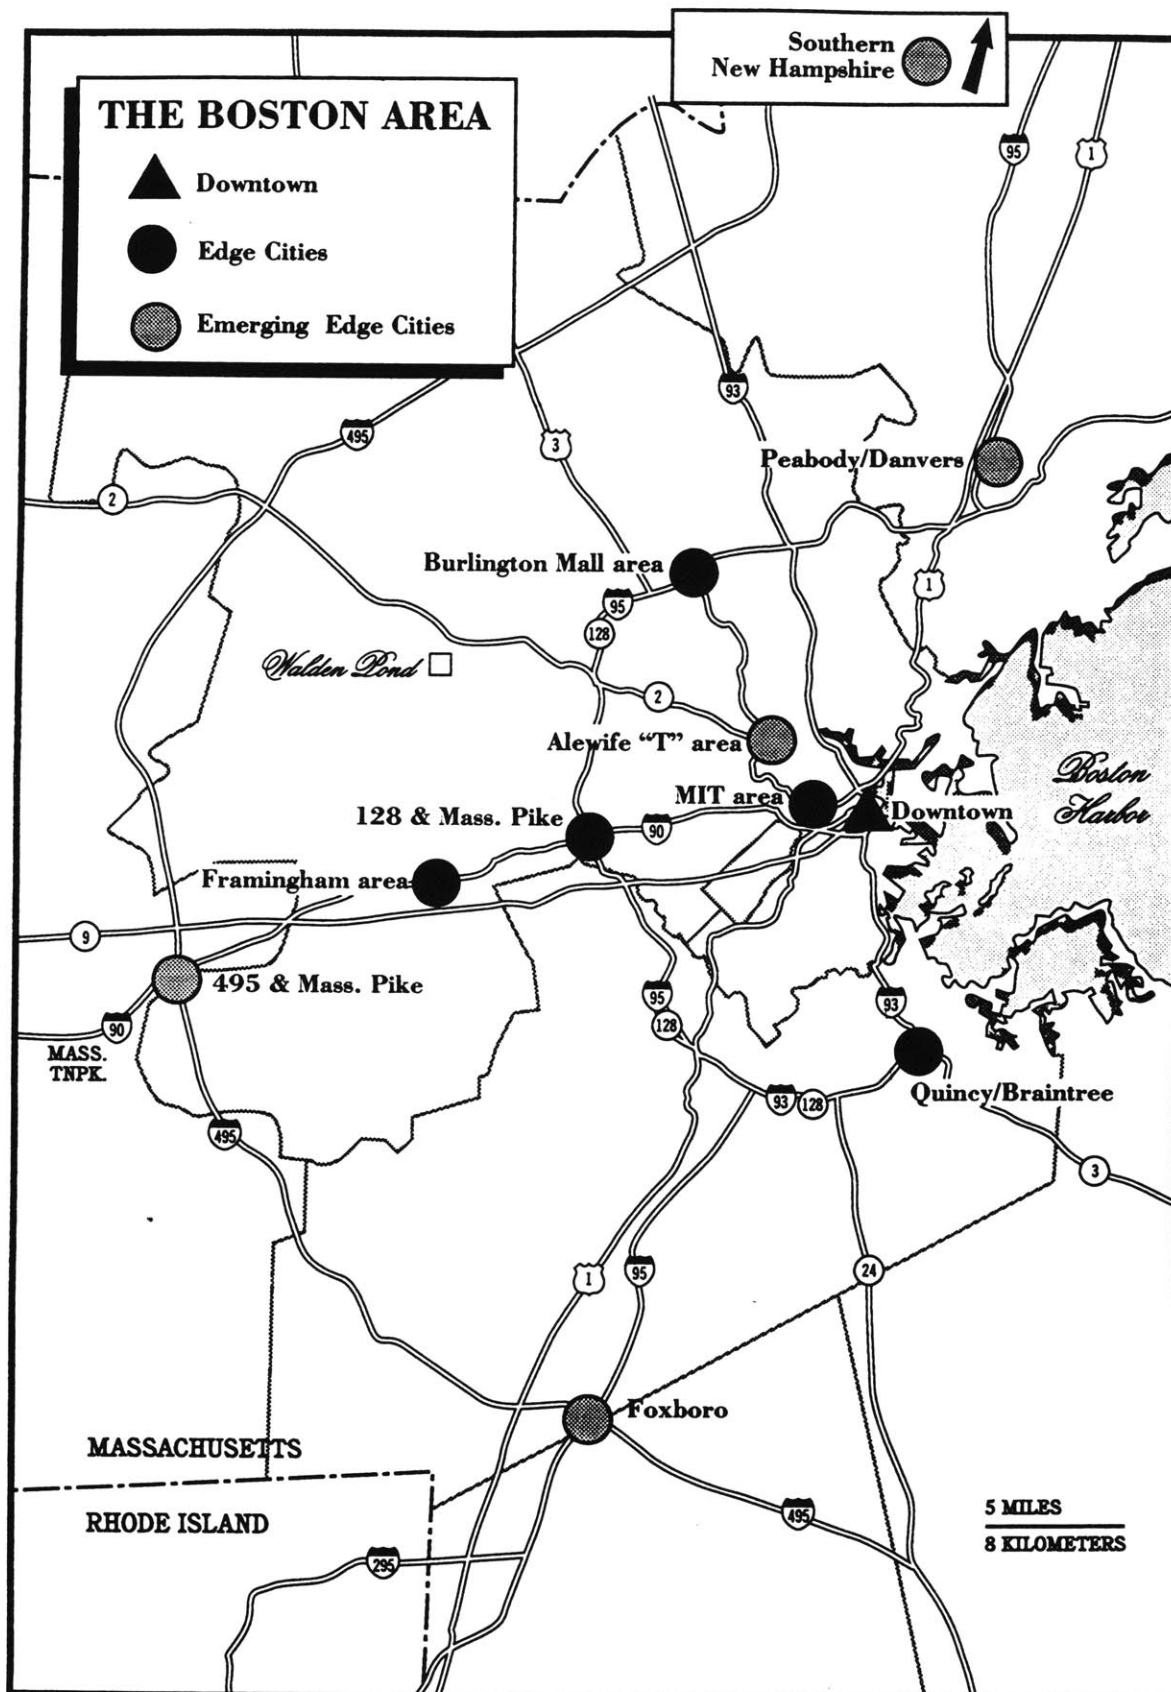 Southern
New Hampshire
THE BOSTON AREA
Downtown
Edge Cities
Emerging Edge Cities
95
1
93
495
3
Peabody/Danvers
2
Burlington Mall area
1
95
128
Walden Pond
2
Alewife "T" area
Boston
Harbor
MIT area
Downtown
128 & Mass. Pike
90
Framingham area
9
495 & Mass. Pike
95
93
128
90
MASS.
TNPK.
Quincy/Braintree
93
128
495
3
1
95
24
Foxboro
MASSACHUSETTS
RHODE ISLAND
495
5 MILES
8 KILOMETERS
295